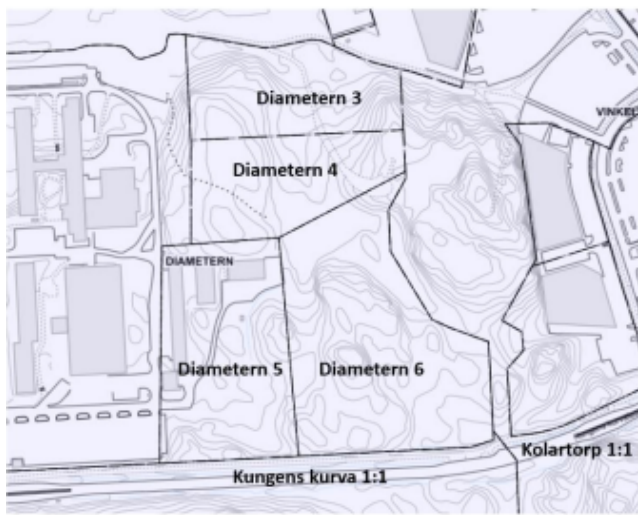 Diametern 3
VINKEL
Diametern 4
DIAMETERN
Diametern 5
Diametern 6
Kolartorp 1:1
Kungens kurva 1:1